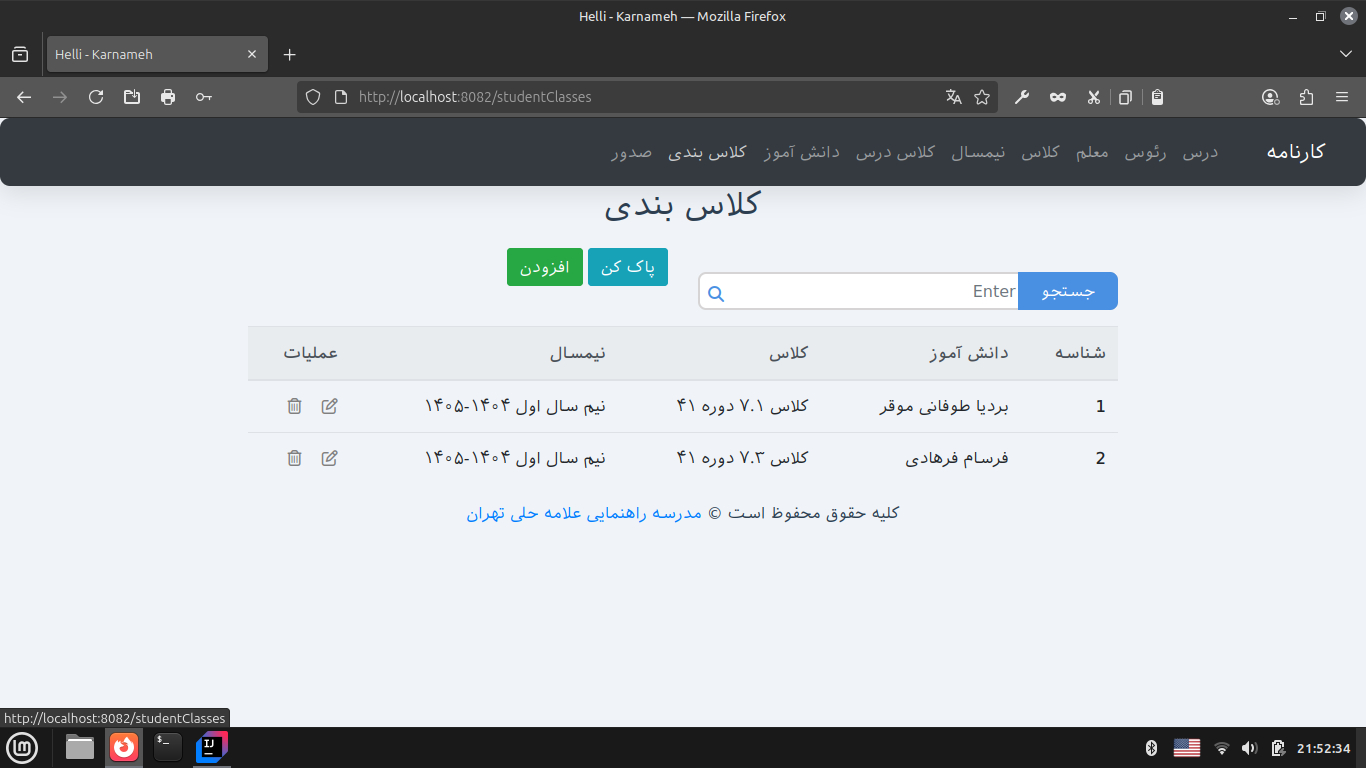 Helli - Karnameh — Mozilla Firefox
Helli - Karnameh
http://localhost:8082/studentClasses
کارنامه درس رئوس معلم کلاس نیمسال کلاس درس دانش آموز کلاس بندی صدور
کلاس بندی
پاک کن افزودن
جستجو Enter
شناسه دانش آموز کلاس نیمسال عملیات
1 بردیا طوفانی موقر کلاس ۷.۱ دوره ۴۱ نیم سال اول ۱۴۰۴-۱۴۰۵
2 فرسام فرهادی کلاس ۷.۳ دوره ۴۱ نیم سال اول ۱۴۰۴-۱۴۰۵
کلیه حقوق محفوظ است © مدرسه راهنمایی علامه حلی تهران
http://localhost:8082/studentClasses
21:52:34